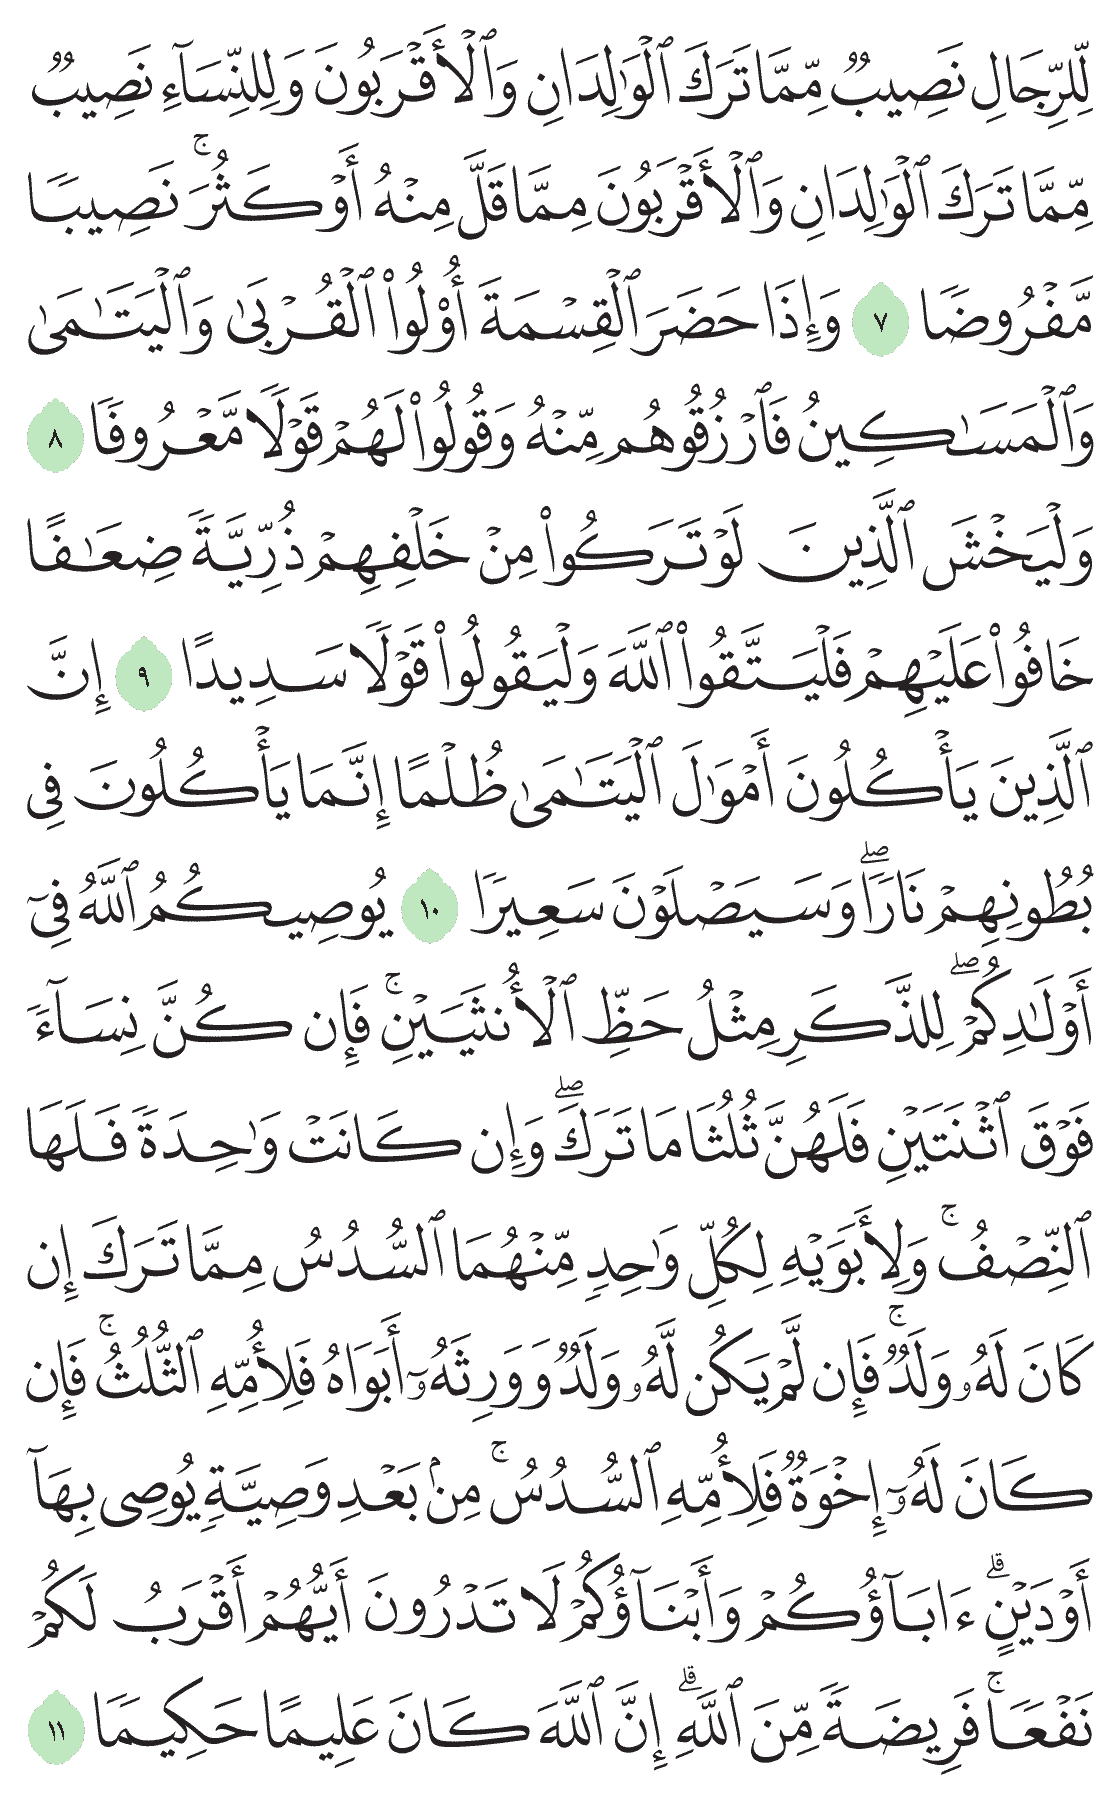 لِّلرِّجَالِ نَصِيبٌ مِّمَّا تَرَكَ ٱلْوَٰلِدَانِ وَٱلْأَقْرَبُونَ وَلِلنِّسَآءِ نَصِيبٌ
مِّمَّا تَرَكَ ٱلْوَٰلِدَانِ وَٱلْأَقْرَبُونَ مِمَّا قَلَّ مِنْهُ أَوْ كَثُرَ ۚ نَصِيبًا
مَّفْرُوضًا ٧ وَإِذَا حَضَرَ ٱلْقِسْمَةَ أُو۟لُوا۟ ٱلْقُرْبَىٰ وَٱلْيَتَـٰمَىٰ
وَٱلْمَسَـٰكِينُ فَٱرْزُقُوهُم مِّنْهُ وَقُولُوا۟ لَهُمْ قَوْلًا مَّعْرُوفًا ٨
وَلْيَخْشَ ٱلَّذِينَ لَوْ تَرَكُوا۟ مِنْ خَلْفِهِمْ ذُرِّيَّةً ضِعَـٰفًا
خَافُوا۟ عَلَيْهِمْ فَلْيَتَّقُوا۟ ٱللَّهَ وَلْيَقُولُوا۟ قَوْلًا سَدِيدًا ٩ إِنَّ
ٱلَّذِينَ يَأْكُلُونَ أَمْوَٰلَ ٱلْيَتَـٰمَىٰ ظُلْمًا إِنَّمَا يَأْكُلُونَ فِى
بُطُونِهِمْ نَارًا ۖ وَسَيَصْلَوْنَ سَعِيرًا ١٠ يُوصِيكُمُ ٱللَّهُ فِىٓ
أَوْلَـٰدِكُمْ ۖ لِلذَّكَرِ مِثْلُ حَظِّ ٱلْأُنثَيَيْنِ ۚ فَإِن كُنَّ نِسَآءً
فَوْقَ ٱثْنَتَيْنِ فَلَهُنَّ ثُلُثَا مَا تَرَكَ ۖ وَإِن كَانَتْ وَٰحِدَةً فَلَهَا
ٱلنِّصْفُ ۚ وَلِأَبَوَيْهِ لِكُلِّ وَٰحِدٍ مِّنْهُمَا ٱلسُّدُسُ مِمَّا تَرَكَ إِن
كَانَ لَهُۥ وَلَدٌ ۚ فَإِن لَّمْ يَكُن لَّهُۥ وَلَدٌ وَوَرِثَهُۥٓ أَبَوَاهُ فَلِأُمِّهِ ٱلثُّلُثُ ۚ فَإِن
كَانَ لَهُۥٓ إِخْوَةٌ فَلِأُمِّهِ ٱلسُّدُسُ ۚ مِنۢ بَعْدِ وَصِيَّةٍ يُوصِى بِهَآ
أَوْ دَيْنٍ ۗ ءَابَآؤُكُمْ وَأَبْنَآؤُكُمْ لَا تَدْرُونَ أَيُّهُمْ أَقْرَبُ لَكُمْ
نَفْعًا ۚ فَرِيضَةً مِّنَ ٱللَّهِ ۗ إِنَّ ٱللَّهَ كَانَ عَلِيمًا حَكِيمًا ١١